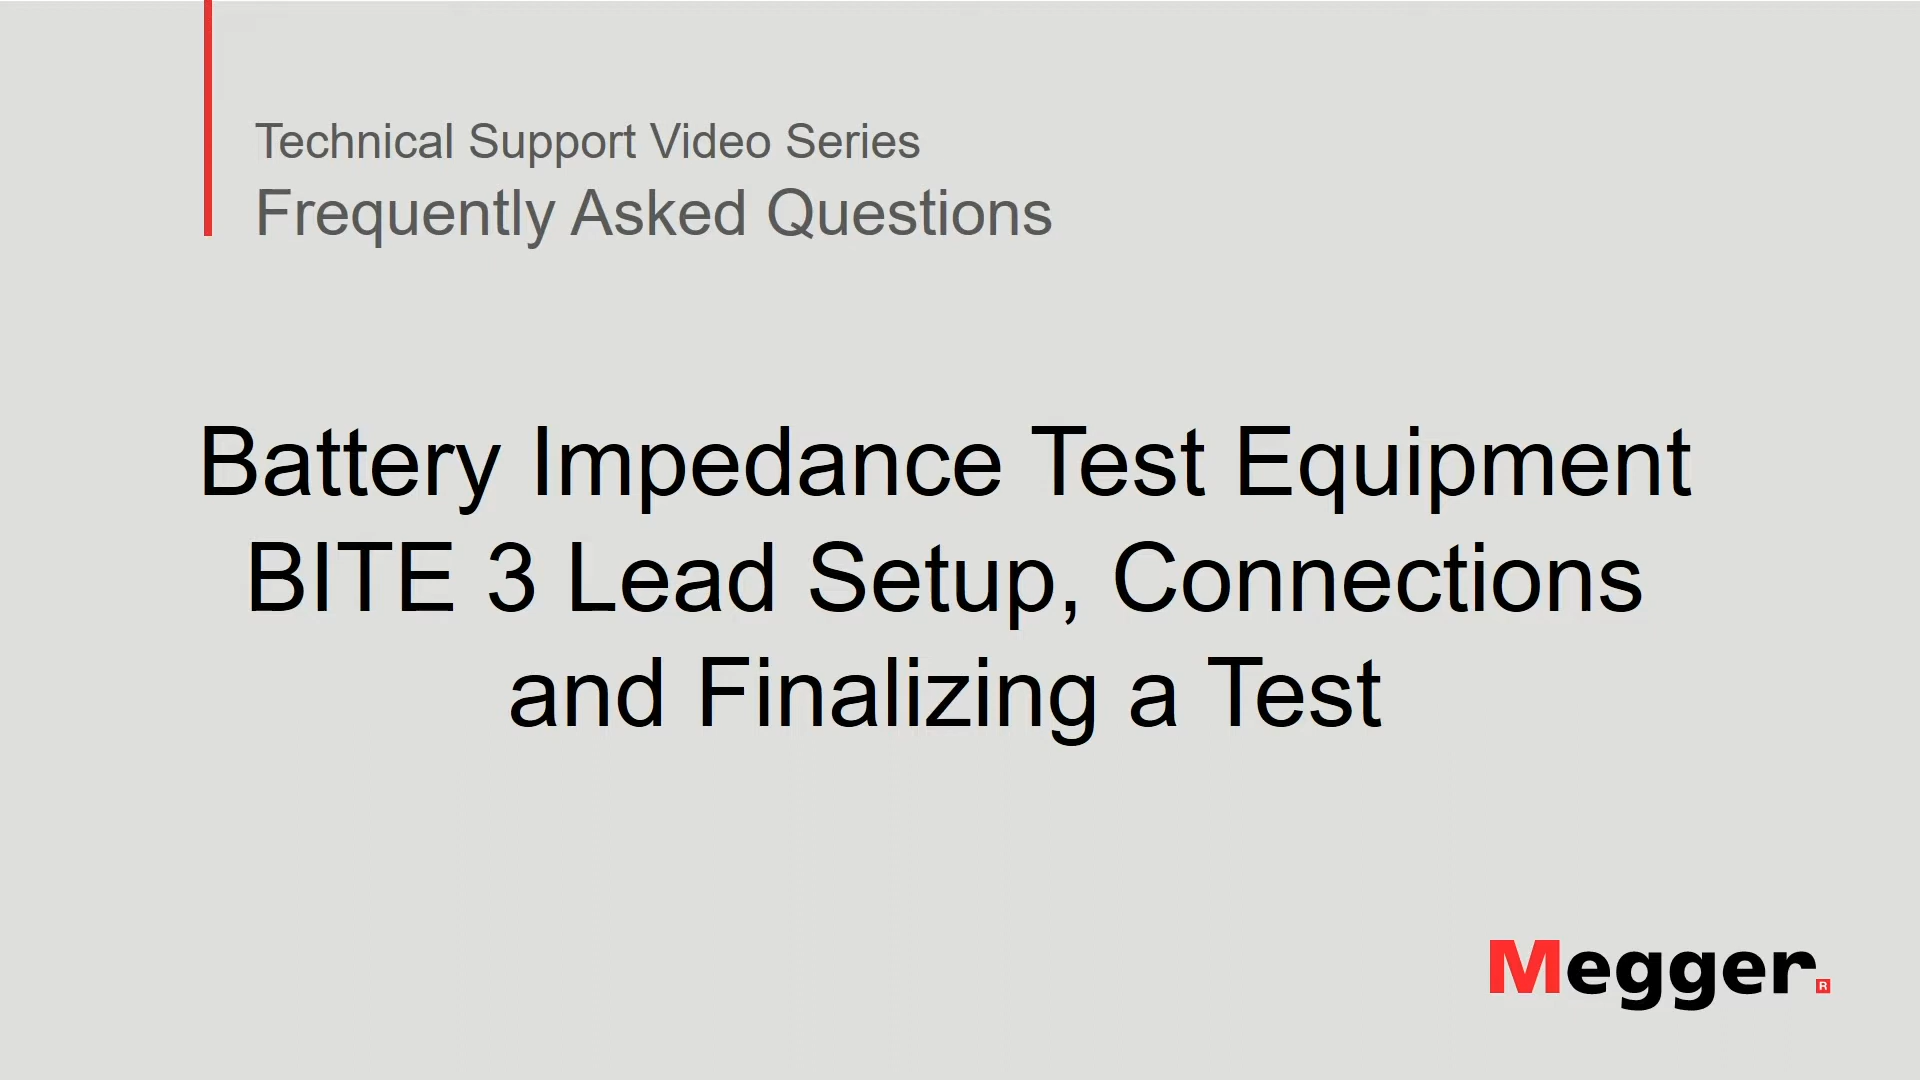 Technical Support Video Series
Frequently Asked Questions
Battery Impedance Test Equipment
BITE 3 Lead Setup, Connections
and Finalizing a Test
Megger®